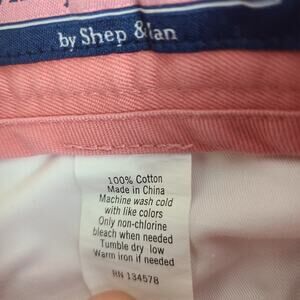 by Shep & Ian
100% Cotton
Made in China
Machine wash cold
with like colors
Only non-chlorine
bleach when needed
Tumble dry low
Warm iron if needed
RN 134578